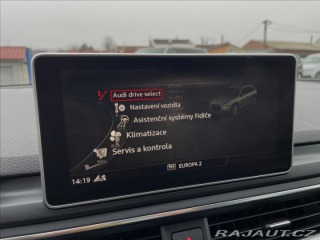 Audi drive select
Nastavení vozidla
Asistenční systémy řidiče
Klimatizace
Servis a kontrola
14:19
EUROPA 2
RAJAUT.CZ